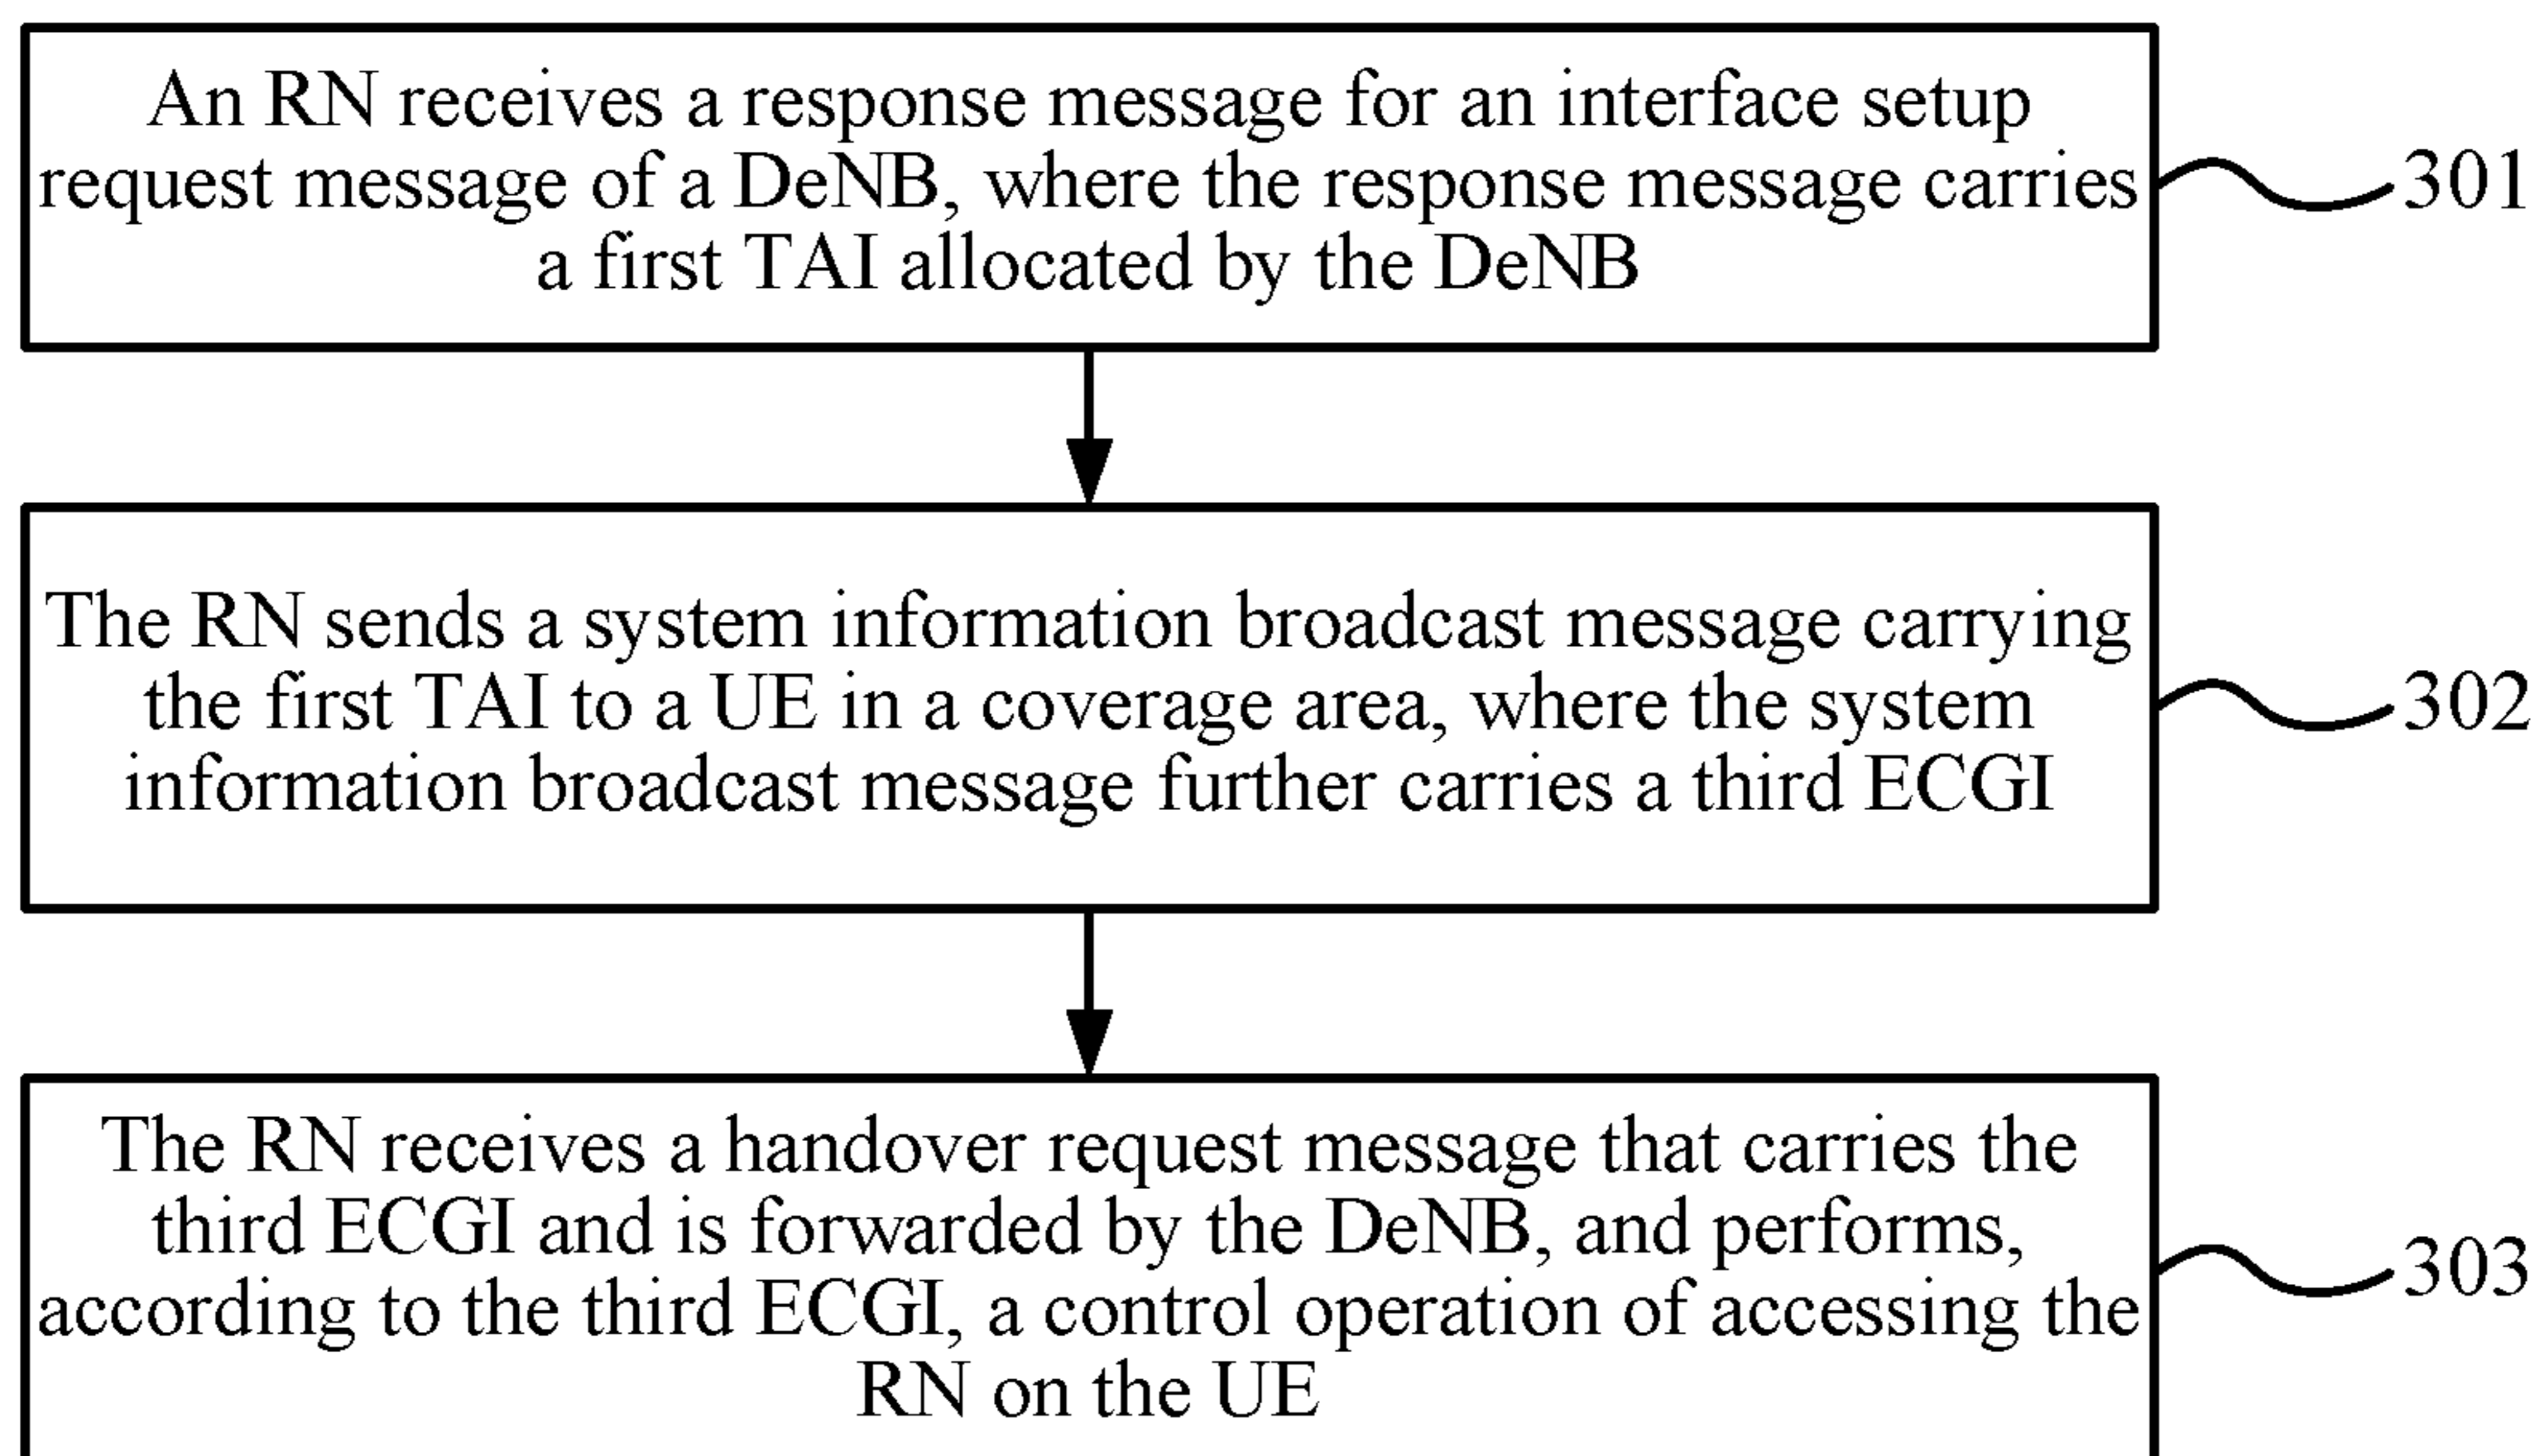 An RN receives a response message for an interface setup
request message of a DeNB, where the response message carries
a first TAI allocated by the DeNB
301
The RN sends a system information broadcast message carrying
the first TAI to a UE in a coverage area, where the system
information broadcast message further carries a third ECGI
302
The RN receives a handover request message that carries the
third ECGI and is forwarded by the DeNB, and performs,
according to the third ECGI, a control operation of accessing the
RN on the UE
303